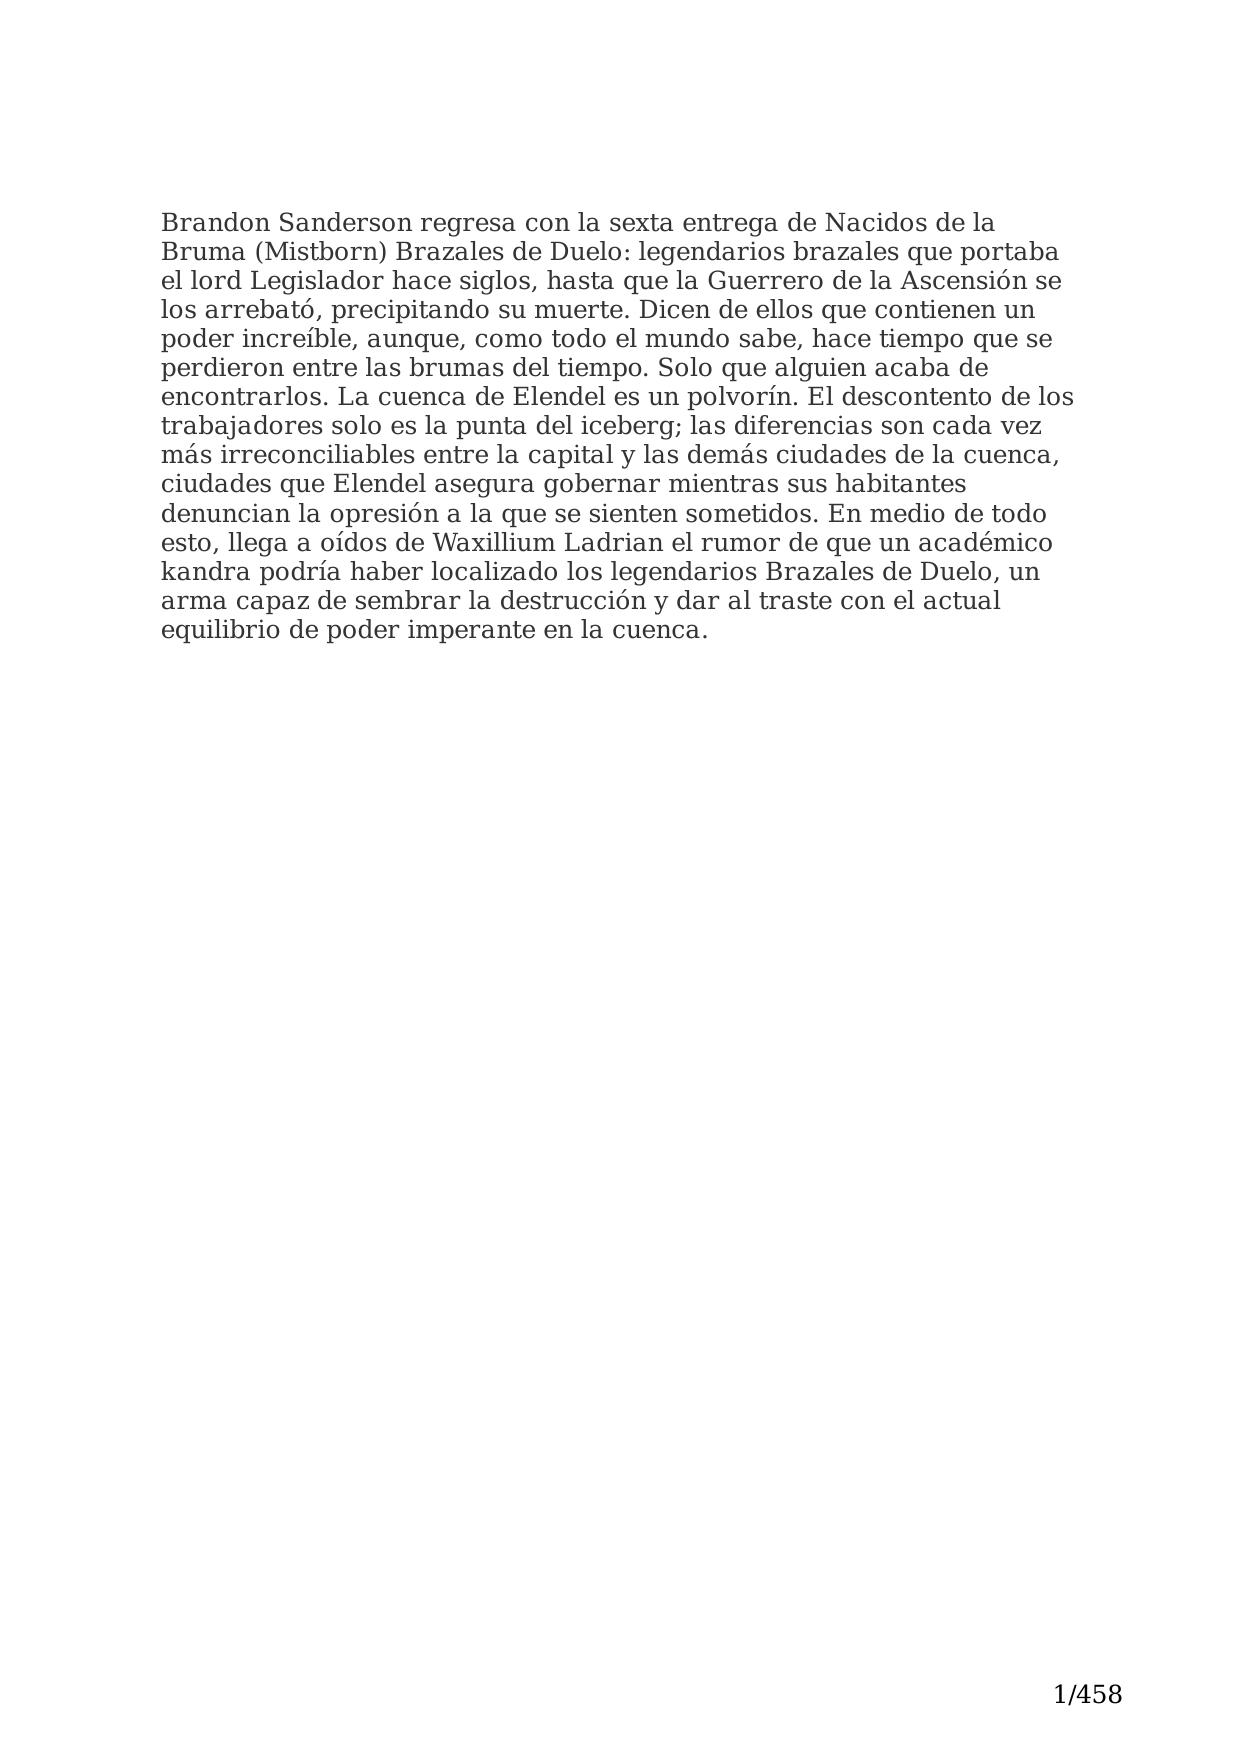 Brandon Sanderson regresa con la sexta entrega de Nacidos de la
Bruma (Mistborn) Brazales de Duelo: legendarios brazales que portaba
el lord Legislador hace siglos, hasta que la Guerrero de la Ascensión se
los arrebató, precipitando su muerte. Dicen de ellos que contienen un
poder increíble, aunque, como todo el mundo sabe, hace tiempo que se
perdieron entre las brumas del tiempo. Solo que alguien acaba de
encontrarlos. La cuenca de Elendel es un polvorín. El descontento de los
trabajadores solo es la punta del iceberg; las diferencias son cada vez
más irreconciliables entre la capital y las demás ciudades de la cuenca,
ciudades que Elendel asegura gobernar mientras sus habitantes
denuncian la opresión a la que se sienten sometidos. En medio de todo
esto, llega a oídos de Waxillium Ladrian el rumor de que un académico
kandra podría haber localizado los legendarios Brazales de Duelo, un
arma capaz de sembrar la destrucción y dar al traste con el actual
equilibrio de poder imperante en la cuenca.
1/458